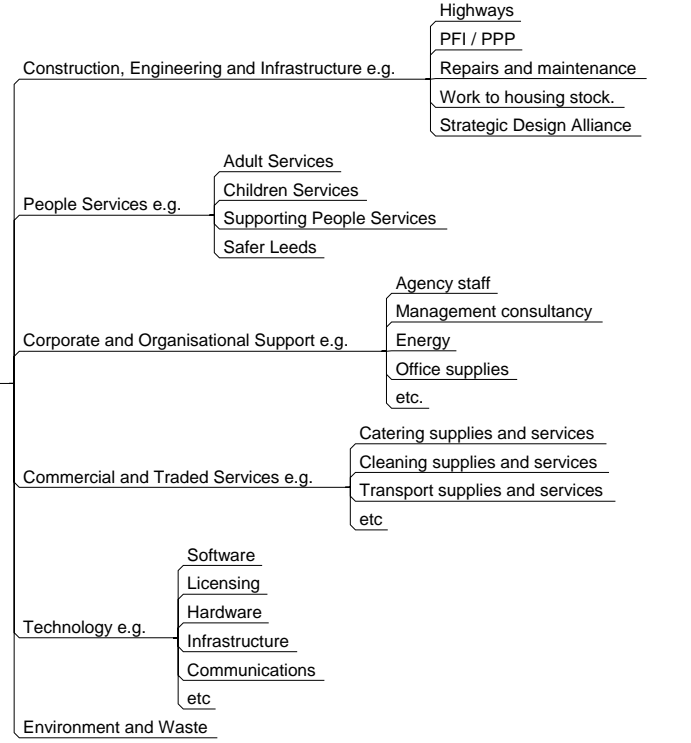 Construction, Engineering and Infrastructure e.g.
Highways
PFI / PPP
Repairs and maintenance
Work to housing stock.
Strategic Design Alliance
People Services e.g.
Adult Services
Children Services
Supporting People Services
Safer Leeds
Corporate and Organisational Support e.g.
Agency staff
Management consultancy
Energy
Office supplies
etc.
Commercial and Traded Services e.g.
Catering supplies and services
Cleaning supplies and services
Transport supplies and services
etc
Technology e.g.
Software
Licensing
Hardware
Infrastructure
Communications
etc
Environment and Waste